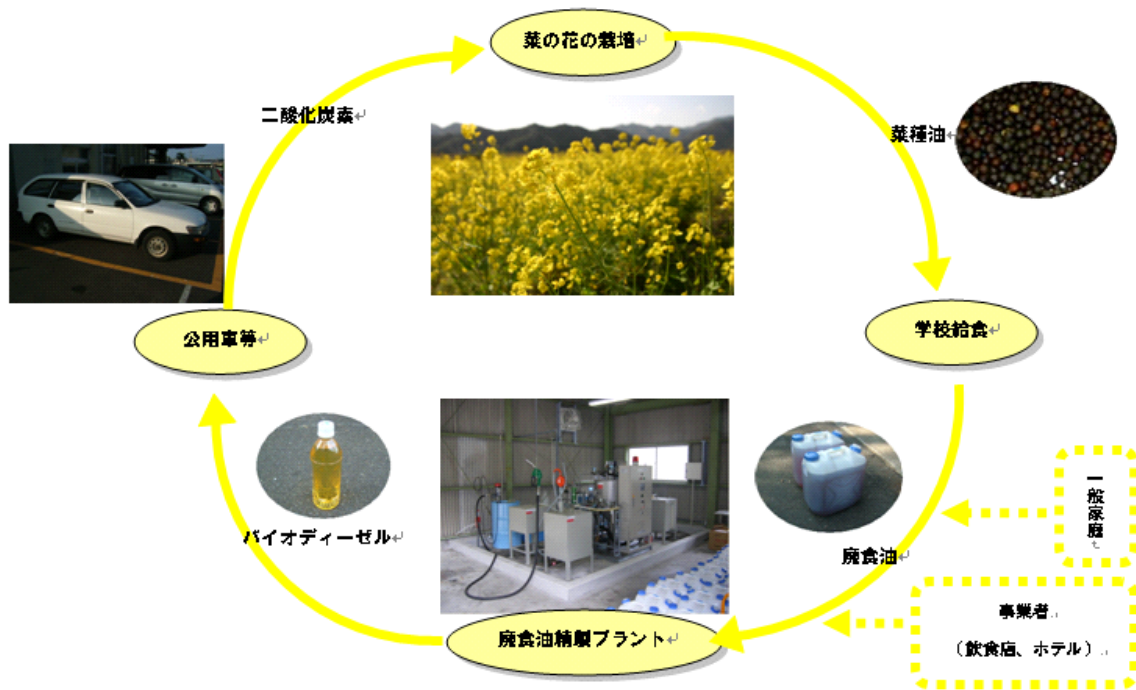 菜の花の栽培
二酸化炭素
菜種油
公用車等
学校給食
バイオディーゼル
廃食油
一般家庭
廃食油精製プラント
事業者
（飲食店、ホテル）